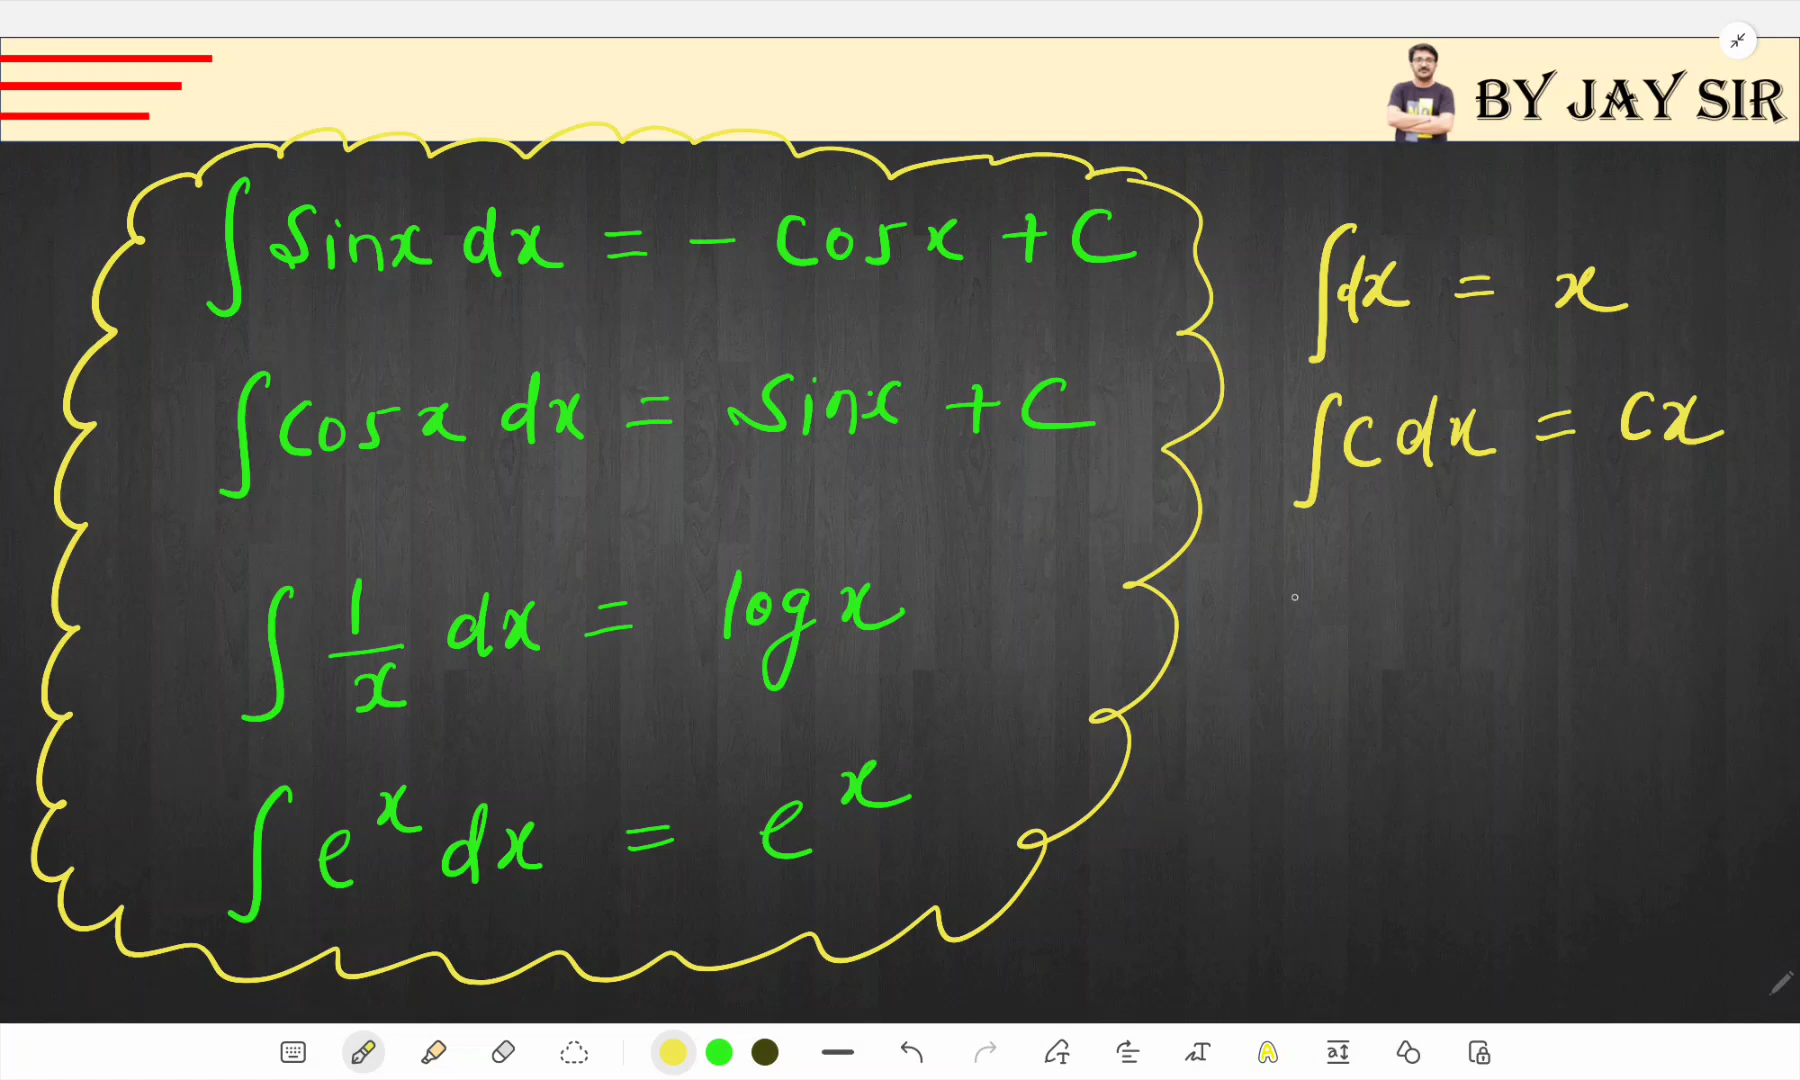 BY JAY SIR
∫ Sinx dx = - Cosx + C
∫ Cosx dx = Sinx + C
∫ 1/x dx = log x
∫ e^x dx = e^x
∫dx = x
∫C dx = Cx